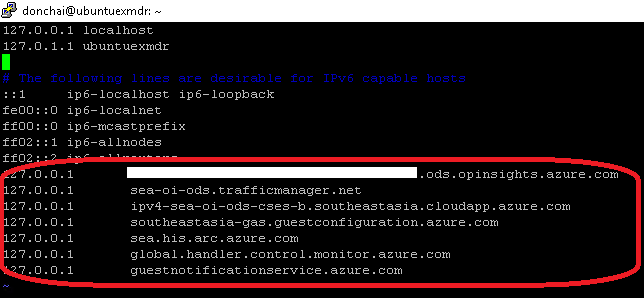 donchai@ubuntuexmdr: ~
127.0.0.1 localhost
127.0.1.1 ubuntuexmdr
# The following lines are desirable for IPv6 capable hosts
::1 ip6-localhost ip6-loopback
fe00::0 ip6-localnet
ff00::0 ip6-mcastprefix
ff02::1 ip6-allnodes
ff02::2 ip6-allrouters
127.0.0.1 .ods.opinsights.azure.com
127.0.0.1 sea-oi-ods.trafficmanager.net
127.0.0.1 ipv4-sea-oi-ods-cses-b.southeastasia.cloudapp.azure.com
127.0.0.1 southeastasia-gas.guestconfiguration.azure.com
127.0.0.1 sea.his.arc.azure.com
127.0.0.1 global.handler.control.monitor.azure.com
127.0.0.1 guestnotificationservice.azure.com
~